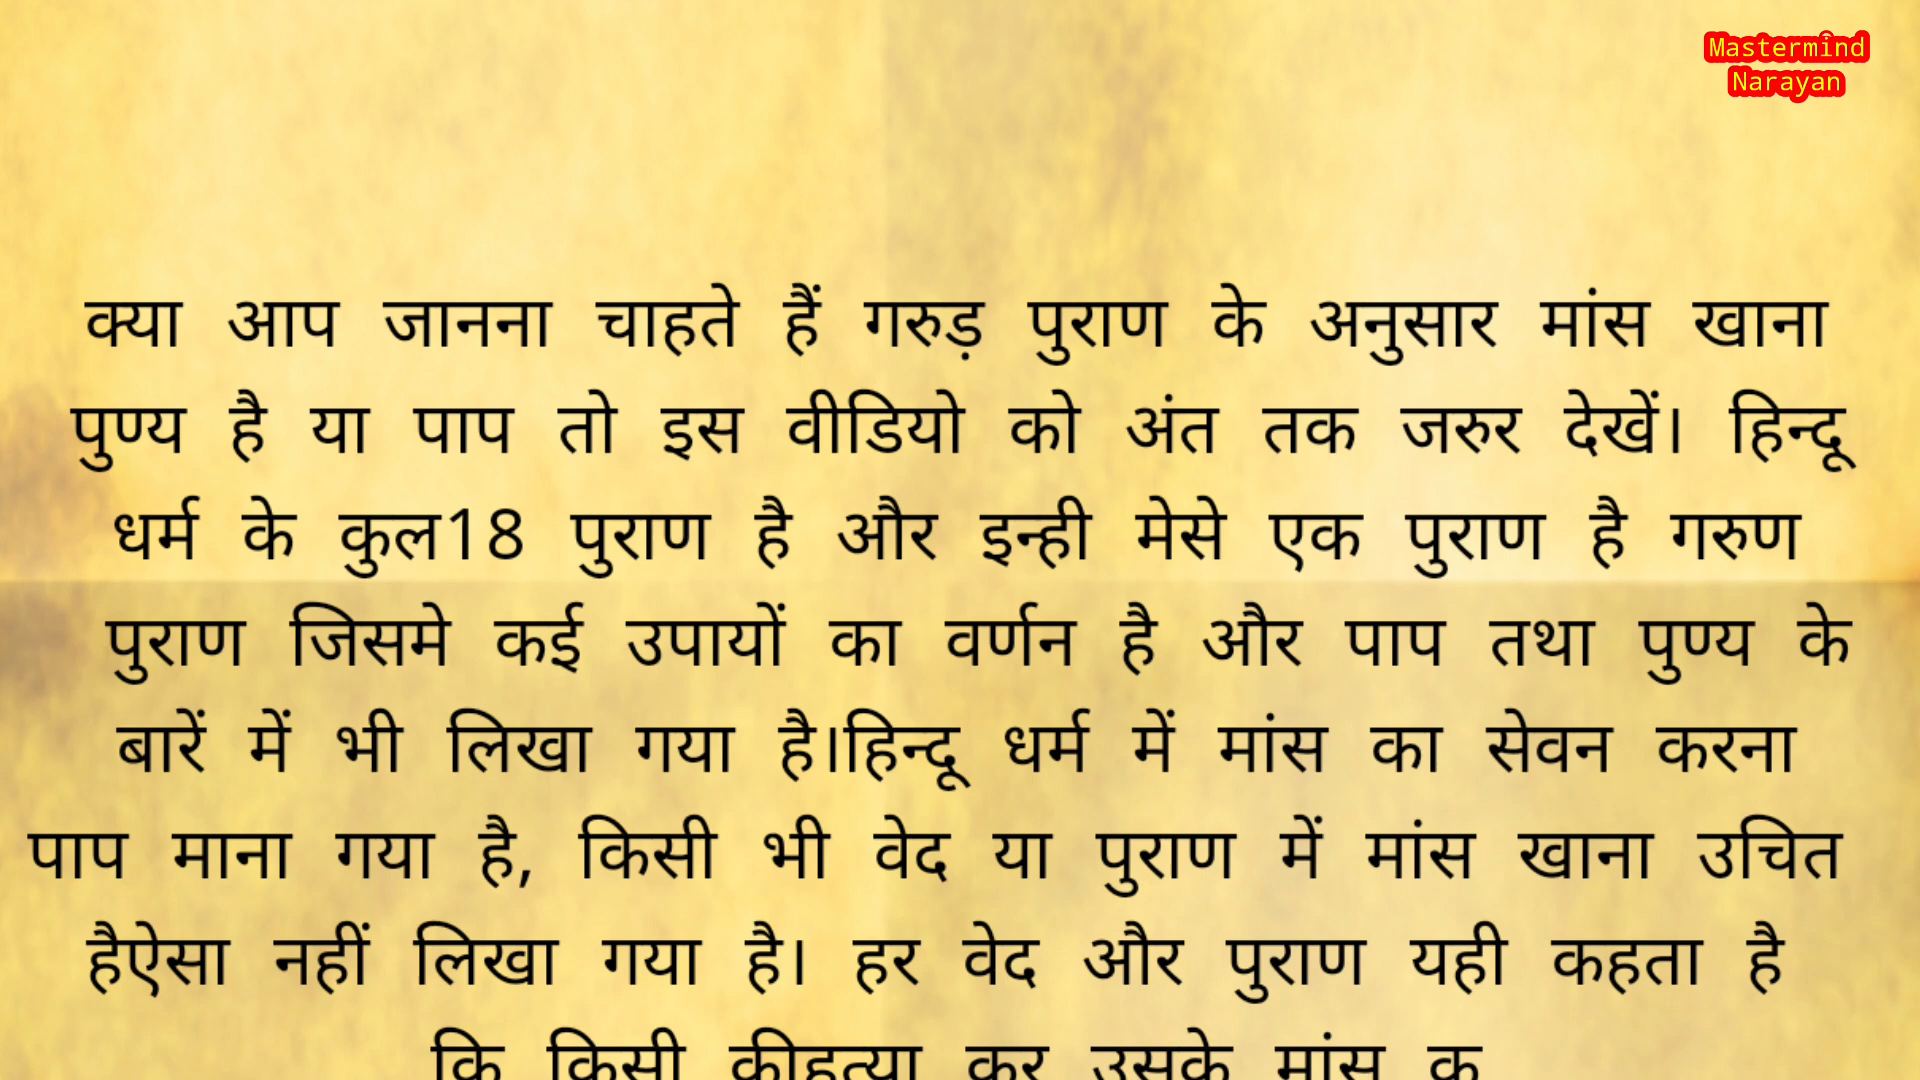 Mastermind
Narayan
क्या आप जानना चाहते हैं गरुड़ पुराण के अनुसार मांस खाना
पुण्य है या पाप तो इस वीडियो को अंत तक जरुर देखें। हिन्दू
धर्म के कुल18 पुराण है और इन्ही मेसे एक पुराण है गरुण
पुराण जिसमे कई उपायों का वर्णन है और पाप तथा पुण्य के
बारें में भी लिखा गया है।हिन्दू धर्म में मांस का सेवन करना
पाप माना गया है, किसी भी वेद या पुराण में मांस खाना उचित
हैऐसा नहीं लिखा गया है। हर वेद और पुराण यही कहता है
कि किसी कीहत्या कर उसके मांस